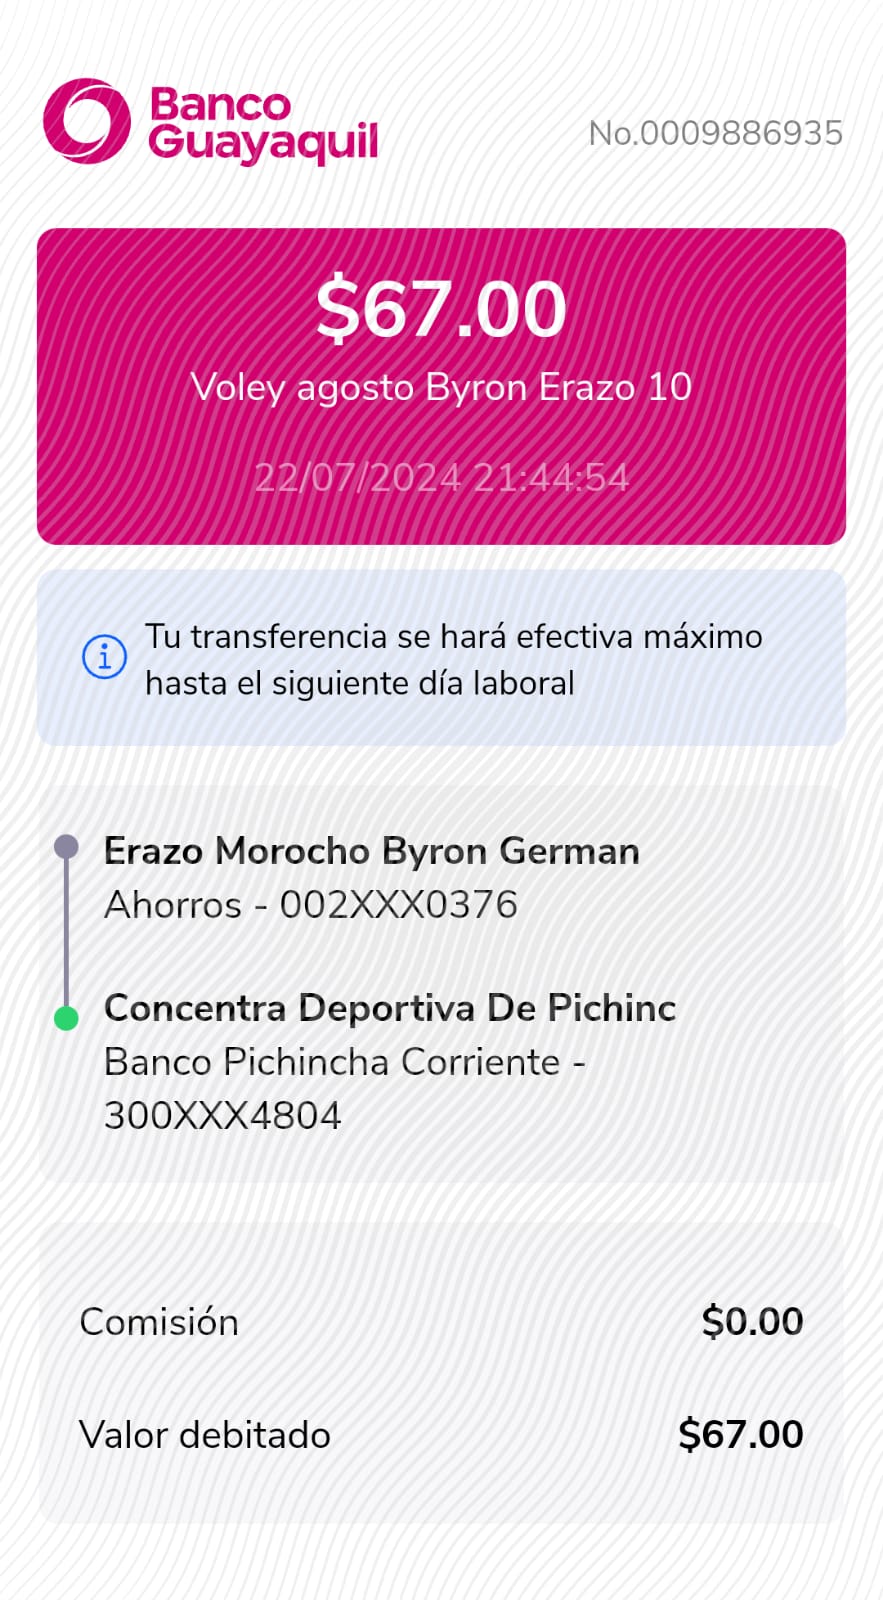 Banco
Guayaquil
No.0009886935
$67.00
Voley agosto Byron Erazo 10
22/07/2024 21:44:54
Tu transferencia se hará efectiva máximo
hasta el siguiente día laboral
Erazo Morocho Byron German
Ahorros - 002XXX0376
Concentra Deportiva De Pichinc
Banco Pichincha Corriente -
300XXX4804
Comisión $0.00
Valor debitado $67.00